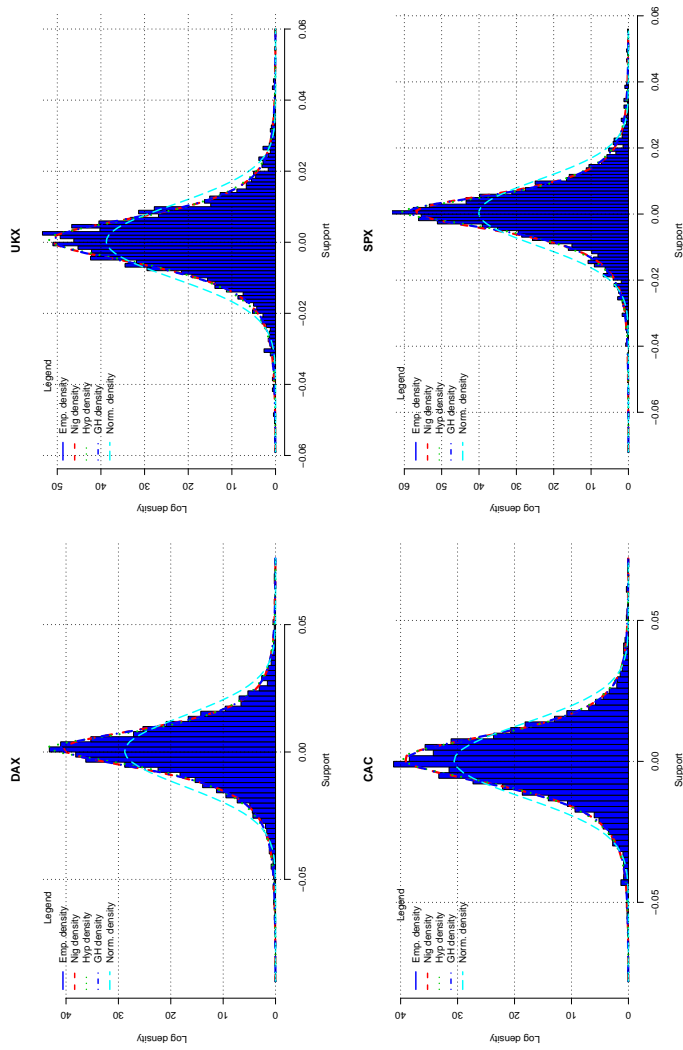 DAX
Log density
0
10
20
30
40
Legend
Emp. density
Nig density
Hyp density
GH density
Norm. density
−0.05
0.00
0.05
Support
UKX
Log density
0
10
20
30
40
50
Legend
Emp. density
Nig density
Hyp density
GH density
Norm. density
−0.06
−0.04
−0.02
0.00
0.02
0.04
0.06
Support
CAC
Log density
0
10
20
30
40
Legend
Emp. density
Nig density
Hyp density
GH density
Norm. density
−0.05
0.00
0.05
Support
SPX
Log density
0
10
20
30
40
50
60
Legend
Emp. density
Nig density
Hyp density
GH density
Norm. density
−0.06
−0.04
−0.02
0.00
0.02
0.04
0.06
Support